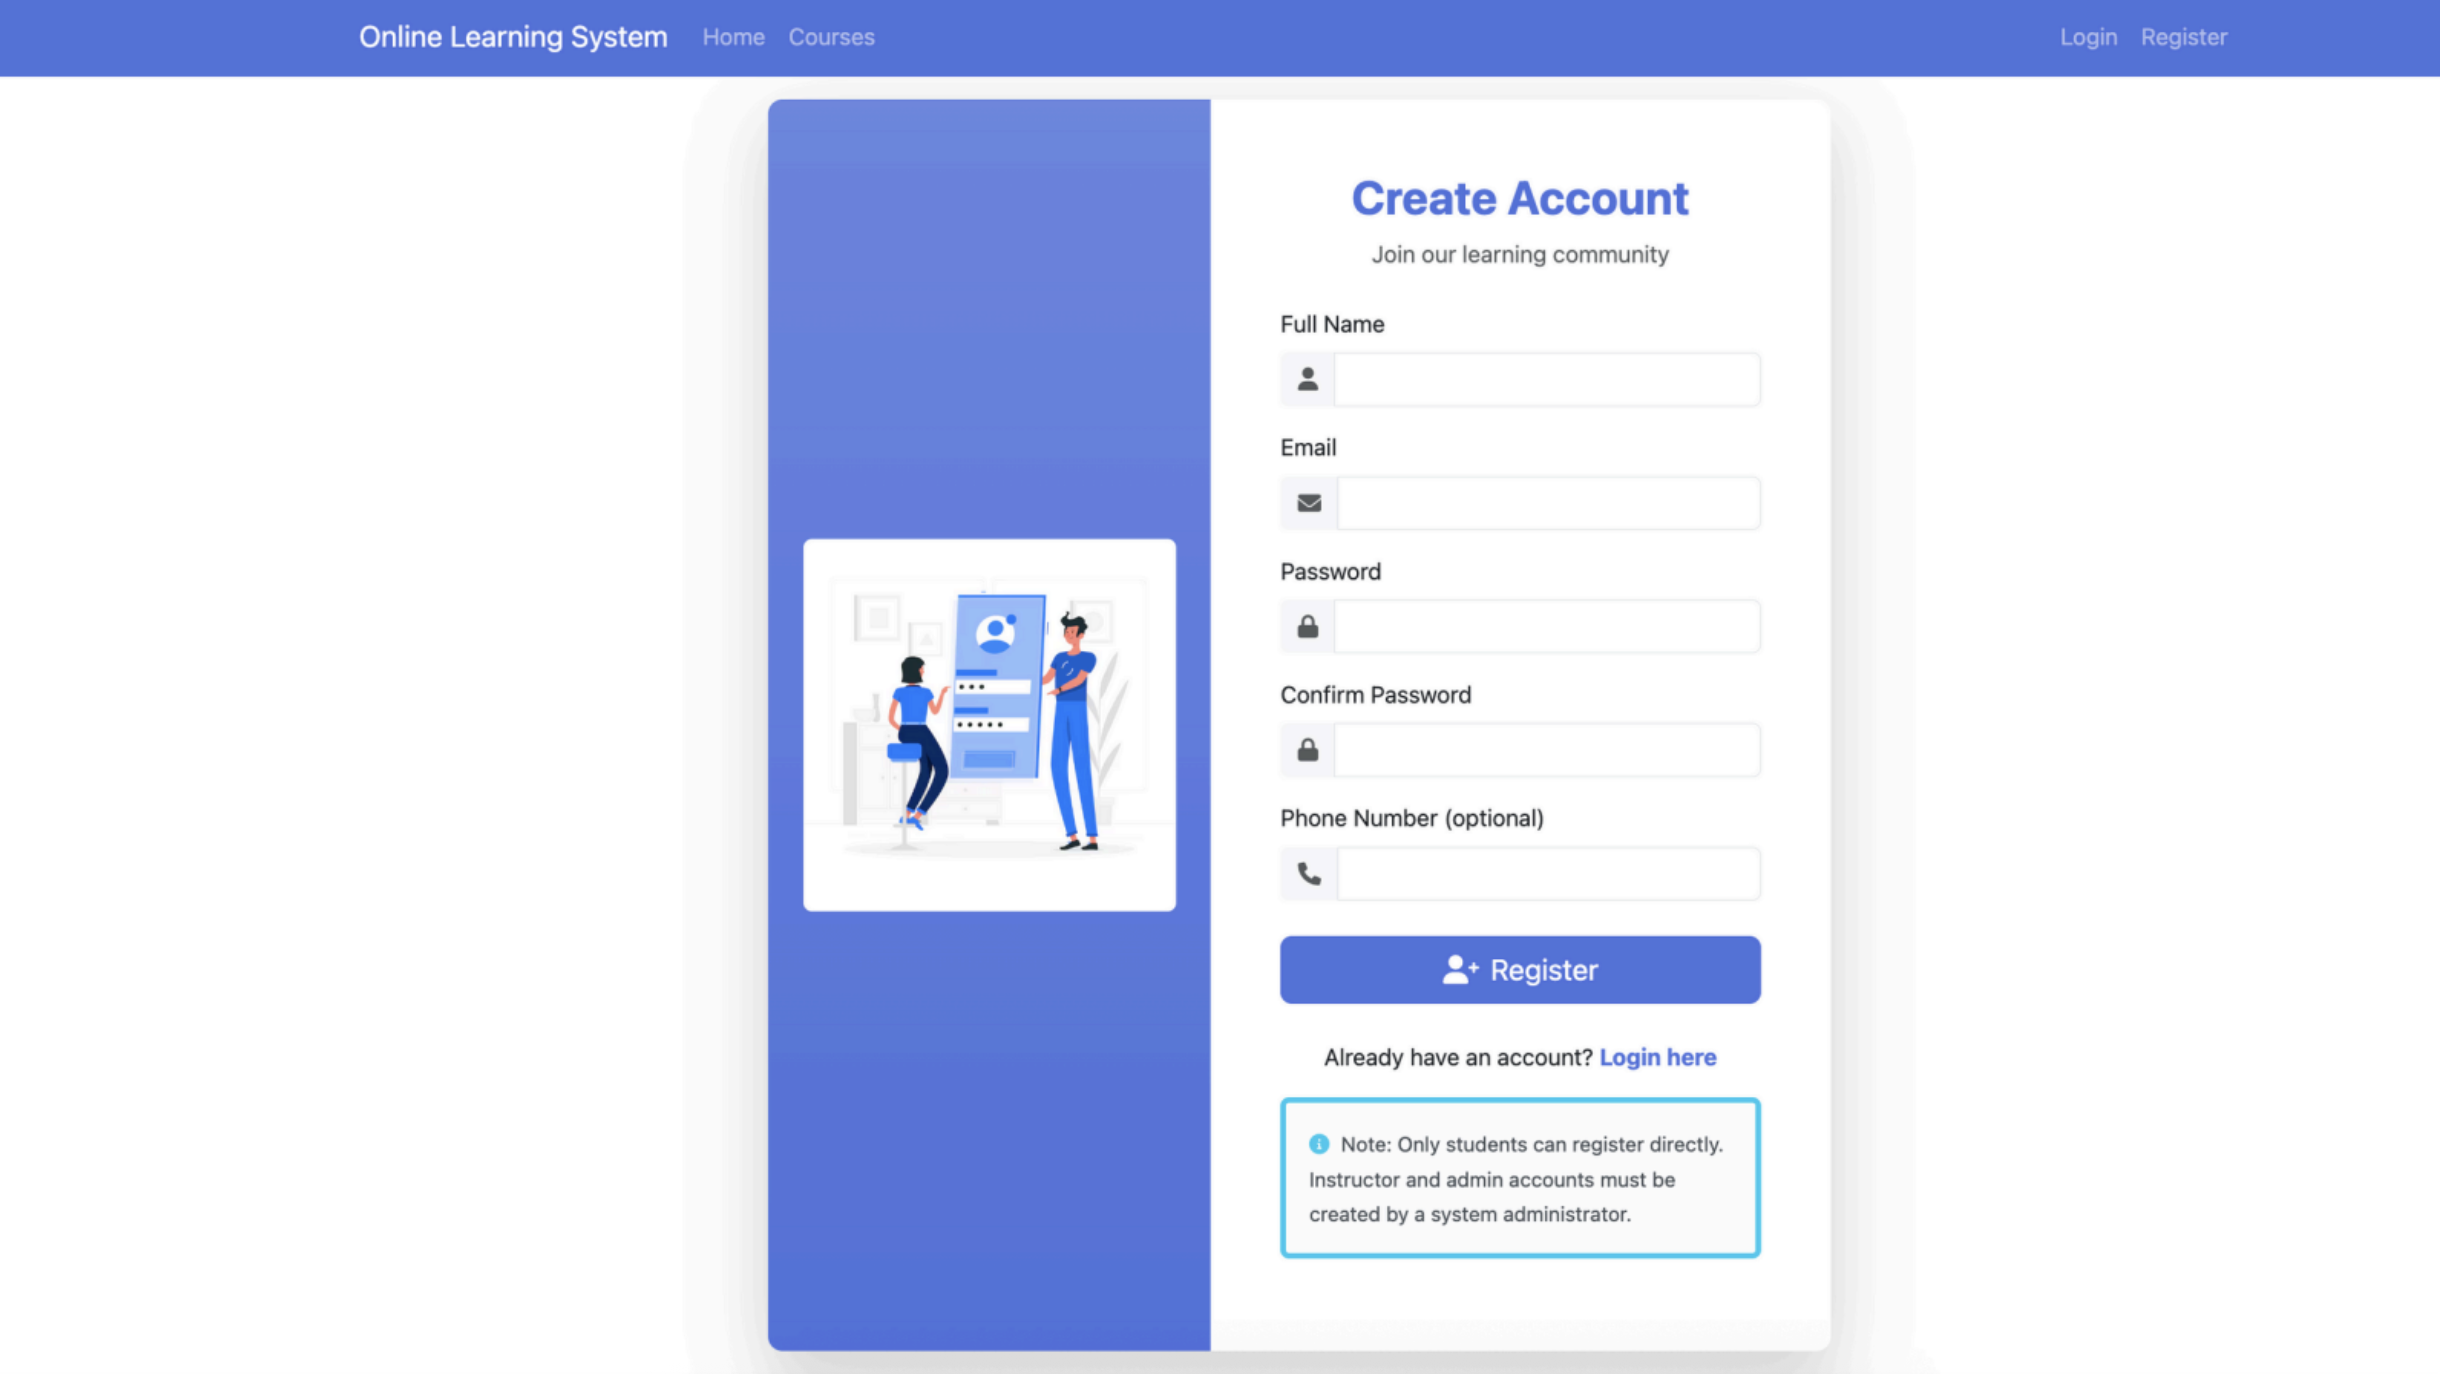 Online Learning System Home Courses Login Register
Create Account
Join our learning community
Full Name
Email
Password
Confirm Password
Phone Number (optional)
Register
Already have an account? Login here
Note: Only students can register directly.
Instructor and admin accounts must be
created by a system administrator.